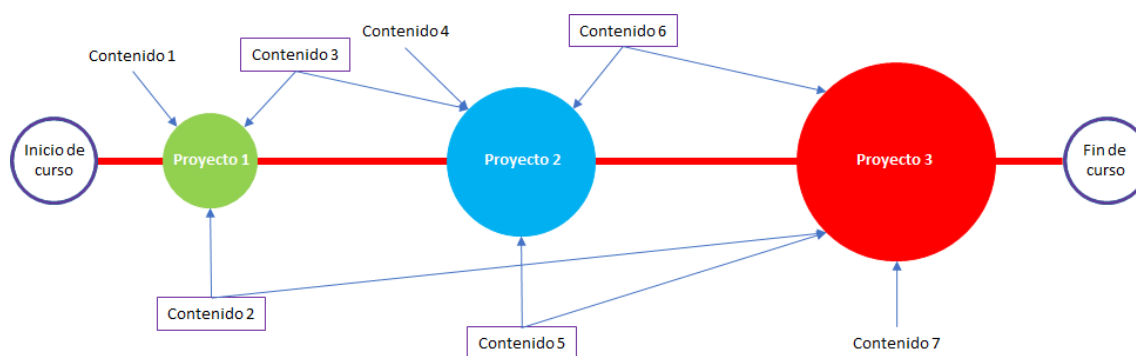 Contenido 1
Contenido 3
Contenido 4
Contenido 6
Inicio de
curso
Proyecto 1
Proyecto 2
Proyecto 3
Fin de
curso
Contenido 2
Contenido 5
Contenido 7